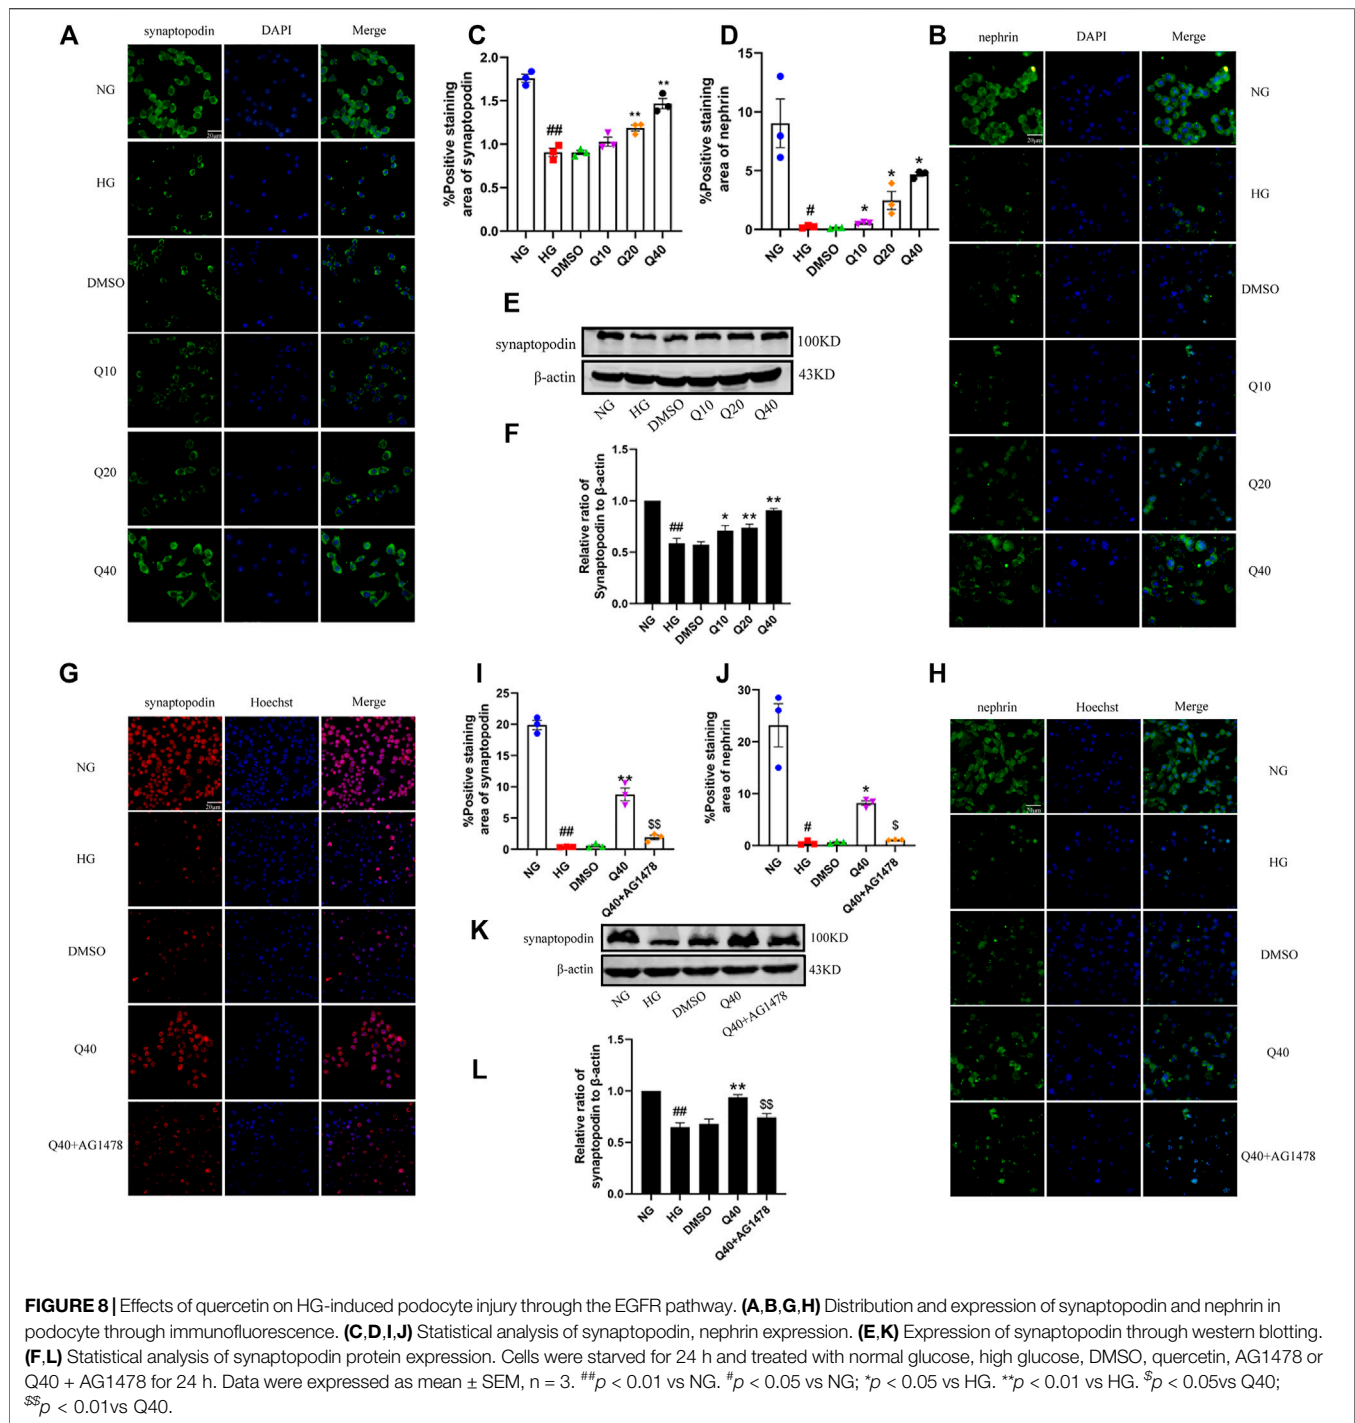 A
synaptopodin DAPI Merge
NG
20μm
HG
DMSO
Q10
Q20
Q40
C
%Positive staining
area of synaptopodin
2.0
1.5
1.0
0.5
0.0
##
**
**
NG HG DMSO Q10 Q20 Q40
D
%Positive staining
area of nephrin
15
10
5
0
#
*
*
*
NG HG DMSO Q10 Q20 Q40
B
nephrin DAPI Merge
NG
20μm
HG
DMSO
Q10
Q20
Q40
E
synaptopodin 100KD
β-actin 43KD
NG HG DMSO Q10 Q20 Q40
F
Relative ratio of
Synaptopodin to β-actin
1.5
1.0
0.5
0.0
## * ** **
NG HG DMSO Q10 Q20 Q40
G
synaptopodin Hoechst Merge
NG
20μm
HG
DMSO
Q40
Q40+AG1478
I
%Positive staining
area of synaptopodin
25
20
15
10
5
0
## ** $$
NG HG DMSO Q40 Q40+AG1478
J
%Positive staining
area of nephrin
30
20
10
0
# * $
NG HG DMSO Q40 Q40+AG1478
H
nephrin Hoechst Merge
NG
20μm
HG
DMSO
Q40
Q40+AG1478
K
synaptopodin 100KD
β-actin 43KD
NG HG DMSO Q40 Q40+AG1478
L
Relative ratio of
synaptopodin to β-actin
1.5
1.0
0.5
0.0
## ** $$
NG HG DMSO Q40 Q40+AG1478
FIGURE 8 | Effects of quercetin on HG-induced podocyte injury through the EGFR pathway. (A,B,G,H) Distribution and expression of synaptopodin and nephrin in
podocyte through immunofluorescence. (C,D,I,J) Statistical analysis of synaptopodin, nephrin expression. (E,K) Expression of synaptopodin through western blotting.
(F,L) Statistical analysis of synaptopodin protein expression. Cells were starved for 24 h and treated with normal glucose, high glucose, DMSO, quercetin, AG1478 or
Q40 + AG1478 for 24 h. Data were expressed as mean ± SEM, n = 3. ##p < 0.01 vs NG. #p < 0.05 vs NG; *p < 0.05 vs HG. **p < 0.01 vs HG. $p < 0.05vs Q40;
$$p < 0.01vs Q40.